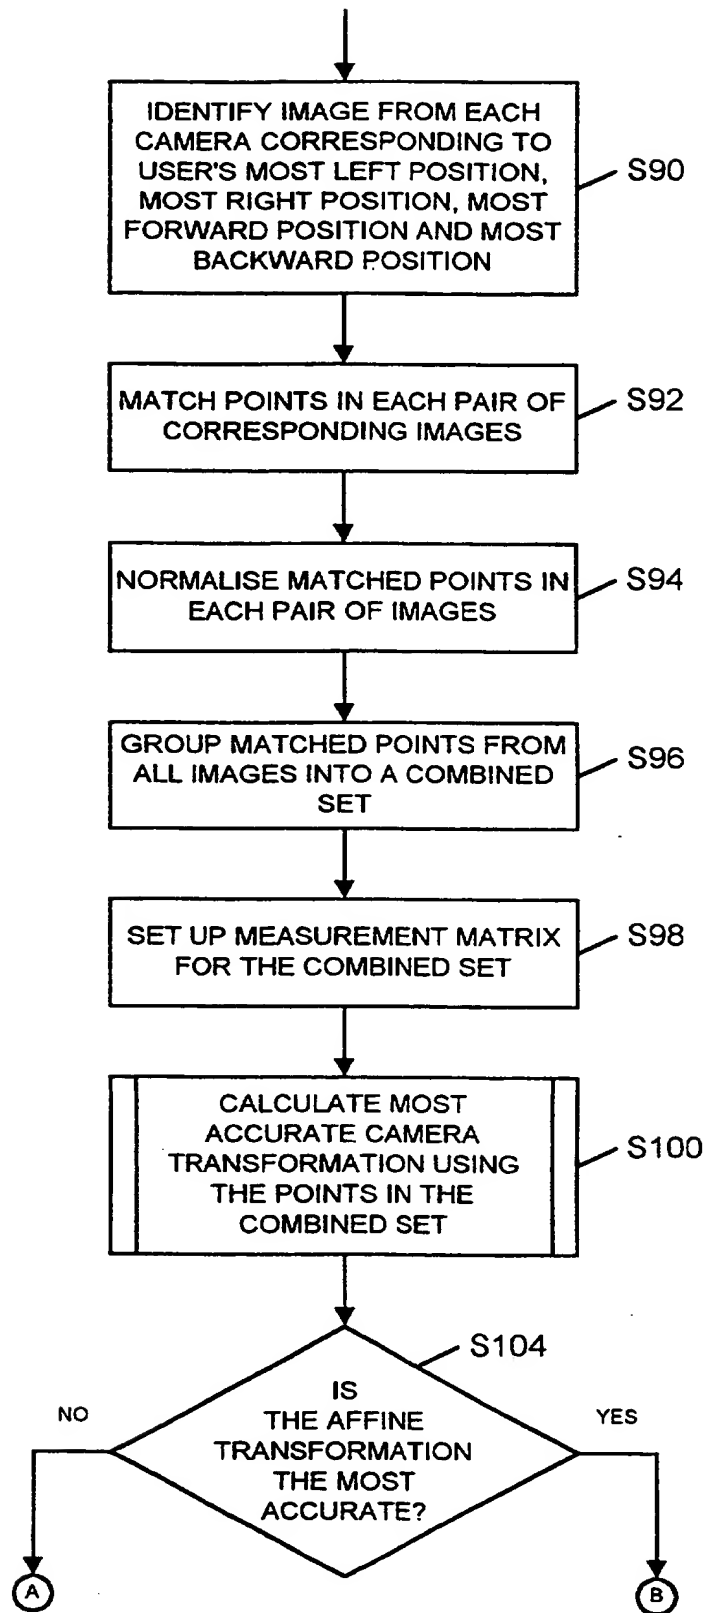 IDENTIFY IMAGE FROM EACH
CAMERA CORRESPONDING TO
USER'S MOST LEFT POSITION,
MOST RIGHT POSITION, MOST
FORWARD POSITION AND MOST
BACKWARD POSITION
S90
MATCH POINTS IN EACH PAIR OF
CORRESPONDING IMAGES
S92
NORMALISE MATCHED POINTS IN
EACH PAIR OF IMAGES
S94
GROUP MATCHED POINTS FROM
ALL IMAGES INTO A COMBINED
SET
S96
SET UP MEASUREMENT MATRIX
FOR THE COMBINED SET
S98
CALCULATE MOST
ACCURATE CAMERA
TRANSFORMATION USING
THE POINTS IN THE
COMBINED SET
S100
S104
IS
THE AFFINE
TRANSFORMATION
THE MOST
ACCURATE?
NO
YES
A
B